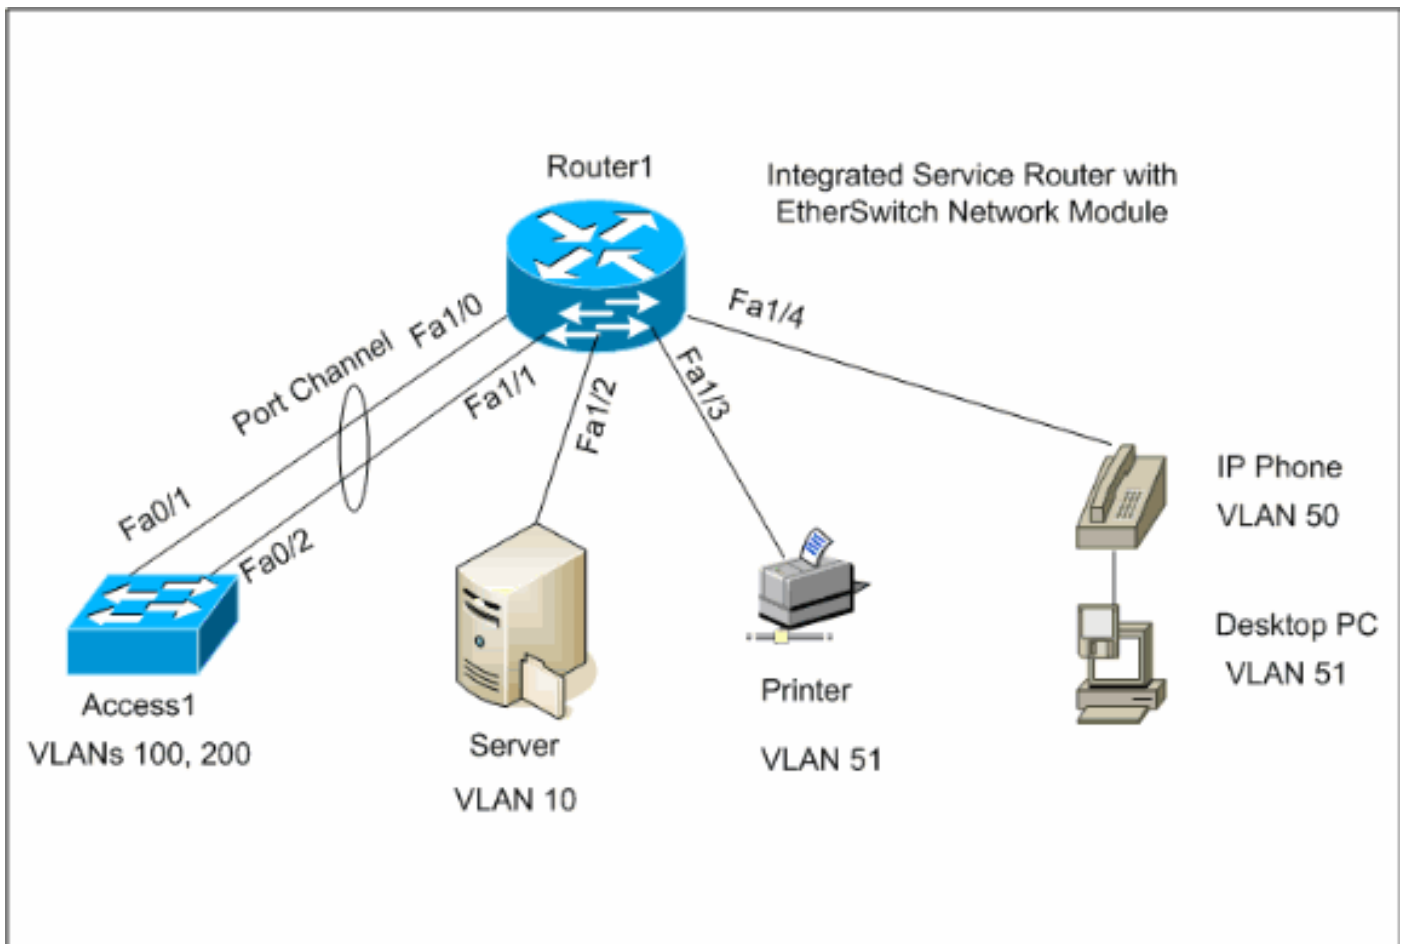 Router1
Integrated Service Router with
EtherSwitch Network Module
Port Channel
Fa1/0
Fa1/1
Fa1/2
Fa1/3
Fa1/4
Fa0/1
Fa0/2
IP Phone
VLAN 50
Desktop PC
VLAN 51
Access1
VLANs 100, 200
Server
VLAN 10
Printer
VLAN 51